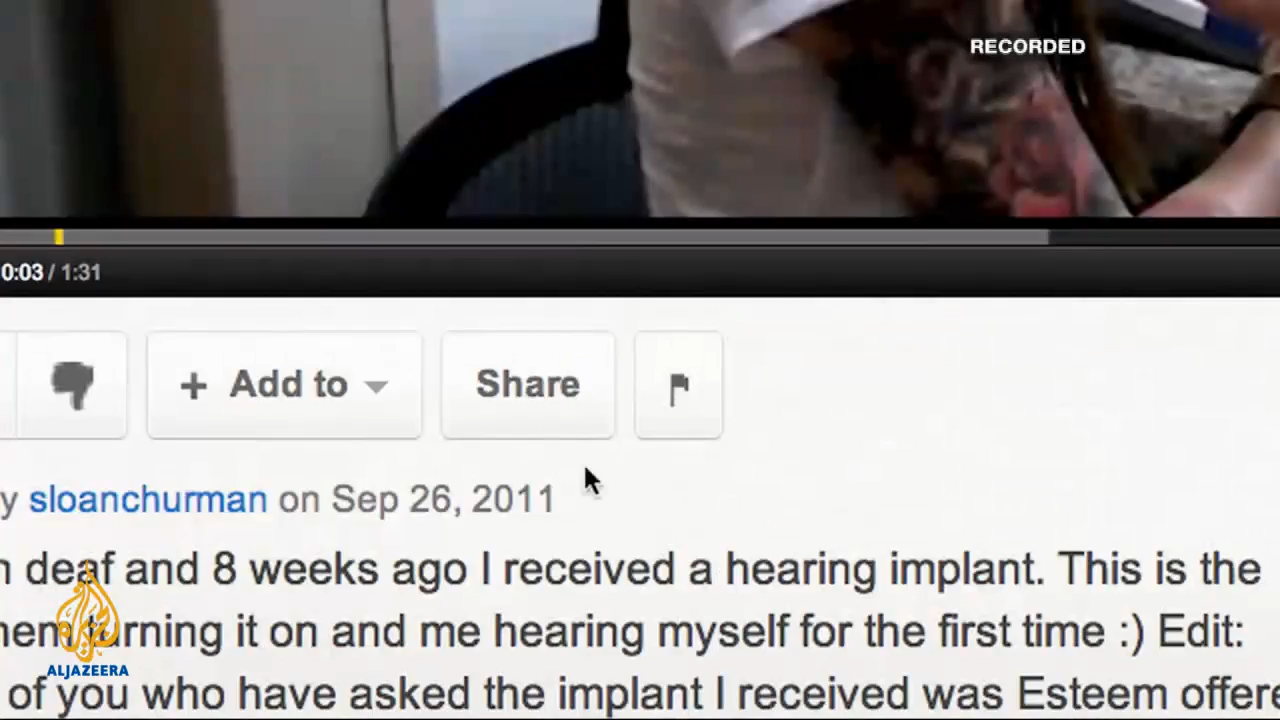 RECORDED
0:03 / 1:31
+ Add to
Share
y sloanchurman on Sep 26, 2011
n deaf and 8 weeks ago I received a hearing implant. This is the
hem turning it on and me hearing myself for the first time :) Edit:
of you who have asked the implant I received was Esteem offere
ALJAZEERA